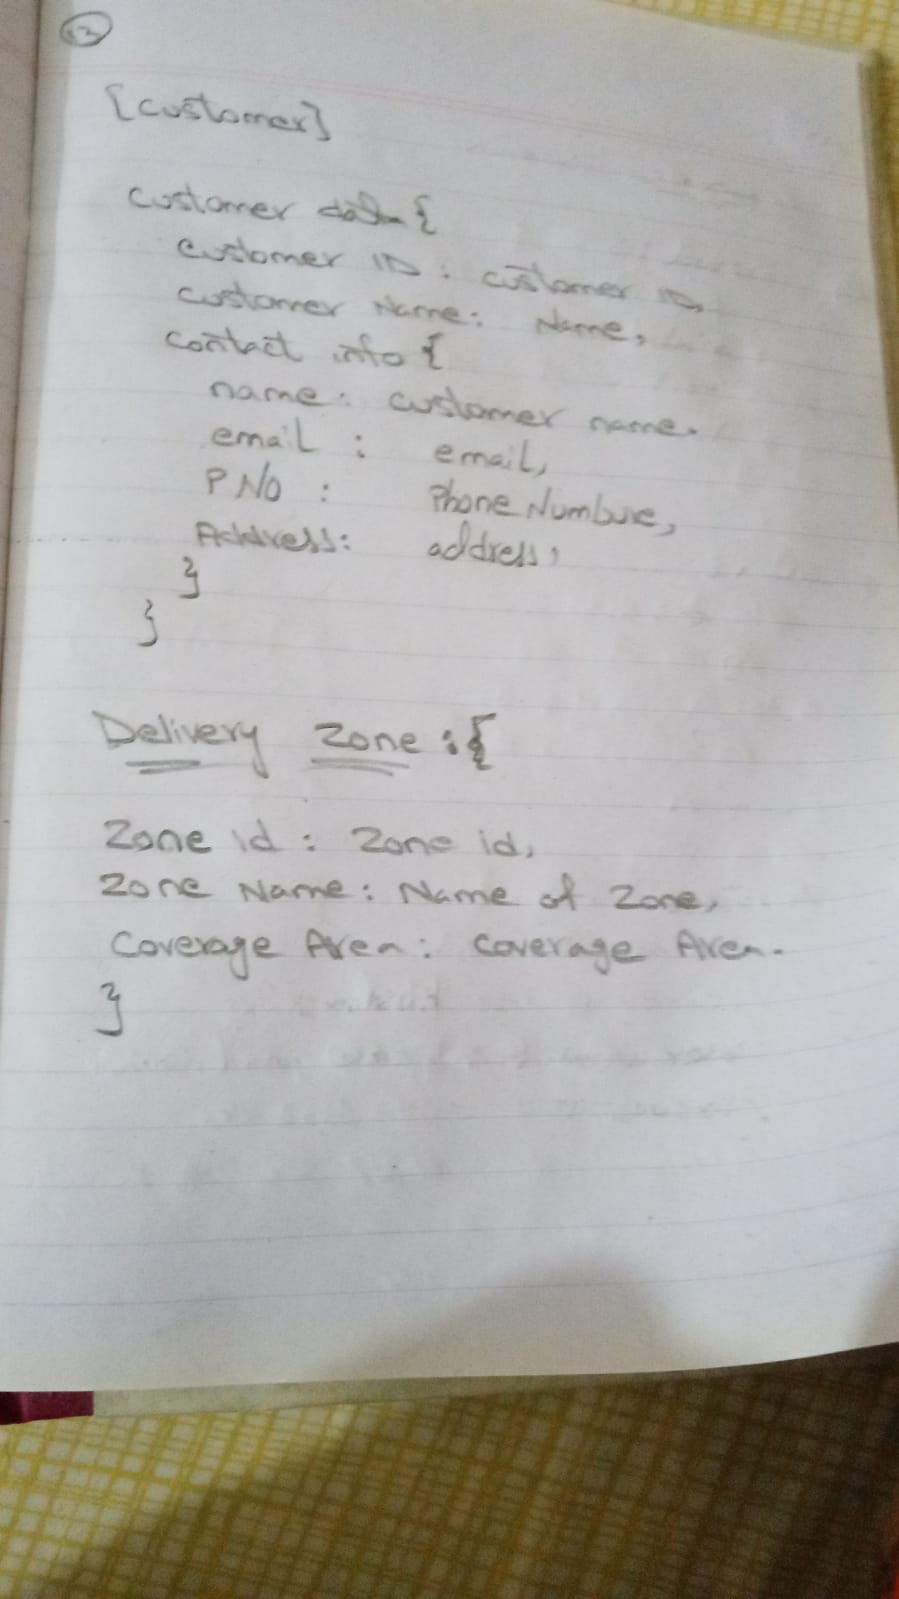 [customer]
customer data {
customer ID : customer ID,
customer Name : Name,
contact info {
name : customer name.
email : email,
P.NO : Phone Numbure,
Address : address,
}
}
Delivery Zone : {
Zone id : Zone id,
Zone Name : Name of Zone,
Coverage Area : Coverage Area.
}